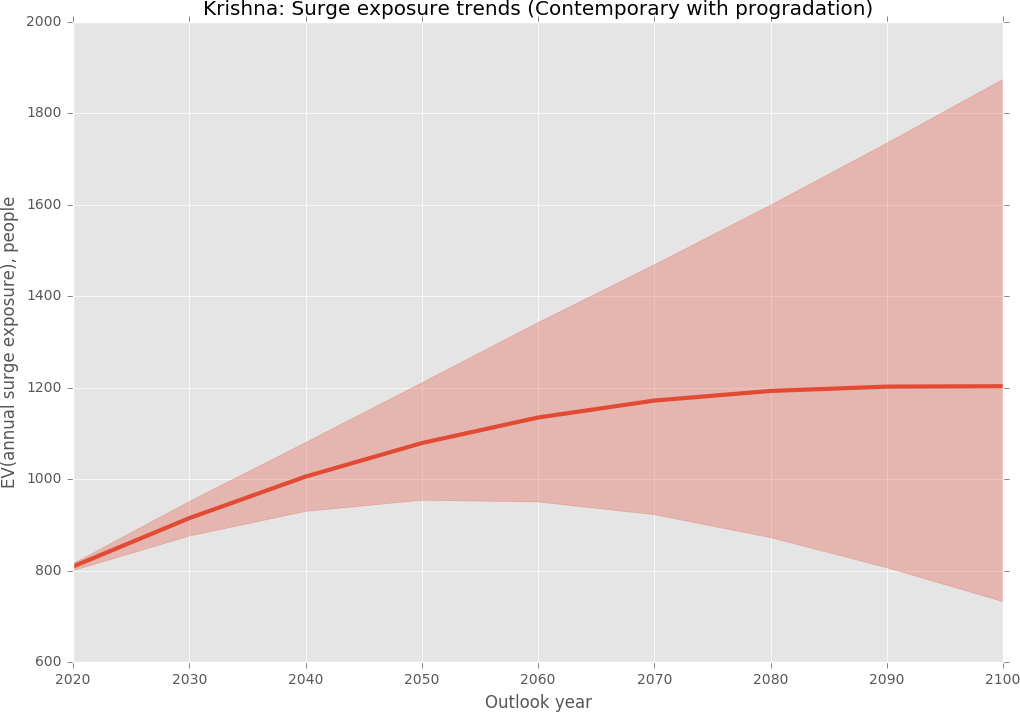 Krishna: Surge exposure trends (Contemporary with progradation)
2000
1800
1600
1400
1200
1000
800
600
EV(annual surge exposure), people
2020 2030 2040 2050 2060 2070 2080 2090 2100
Outlook year